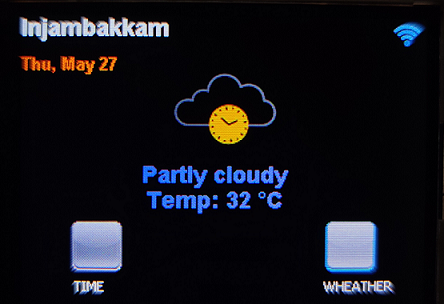 Injambakkam
Thu, May 27
Partly cloudy
Temp: 32 °C
TIME
WHEATHER